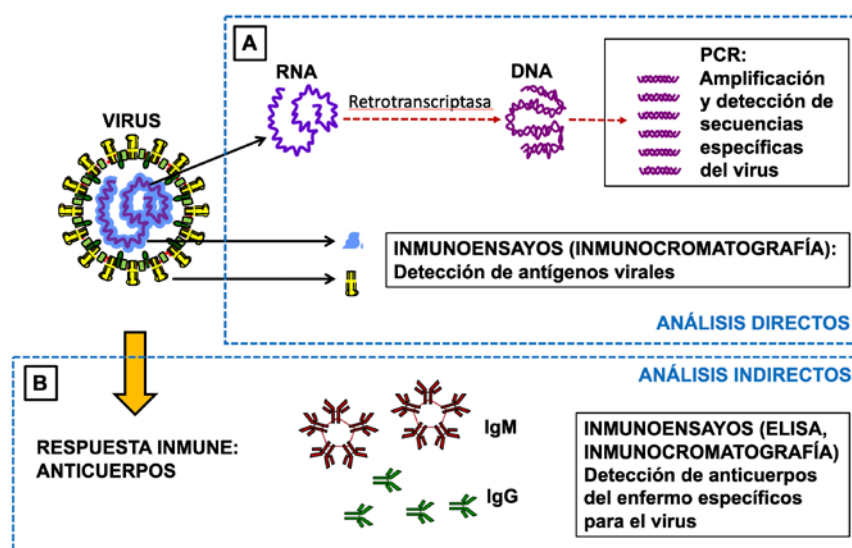 A
VIRUS
RNA
Retrotranscriptasa
DNA
PCR:
Amplificación
y detección de
secuencias
específicas
del virus
INMUNOENSAYOS (INMUNOCROMATOGRAFÍA):
Detección de antígenos virales
ANÁLISIS DIRECTOS
B
ANÁLISIS INDIRECTOS
RESPUESTA INMUNE:
ANTICUERPOS
IgM
IgG
INMUNOENSAYOS (ELISA,
INMUNOCROMATOGRAFÍA)
Detección de anticuerpos
del enfermo específicos
para el virus